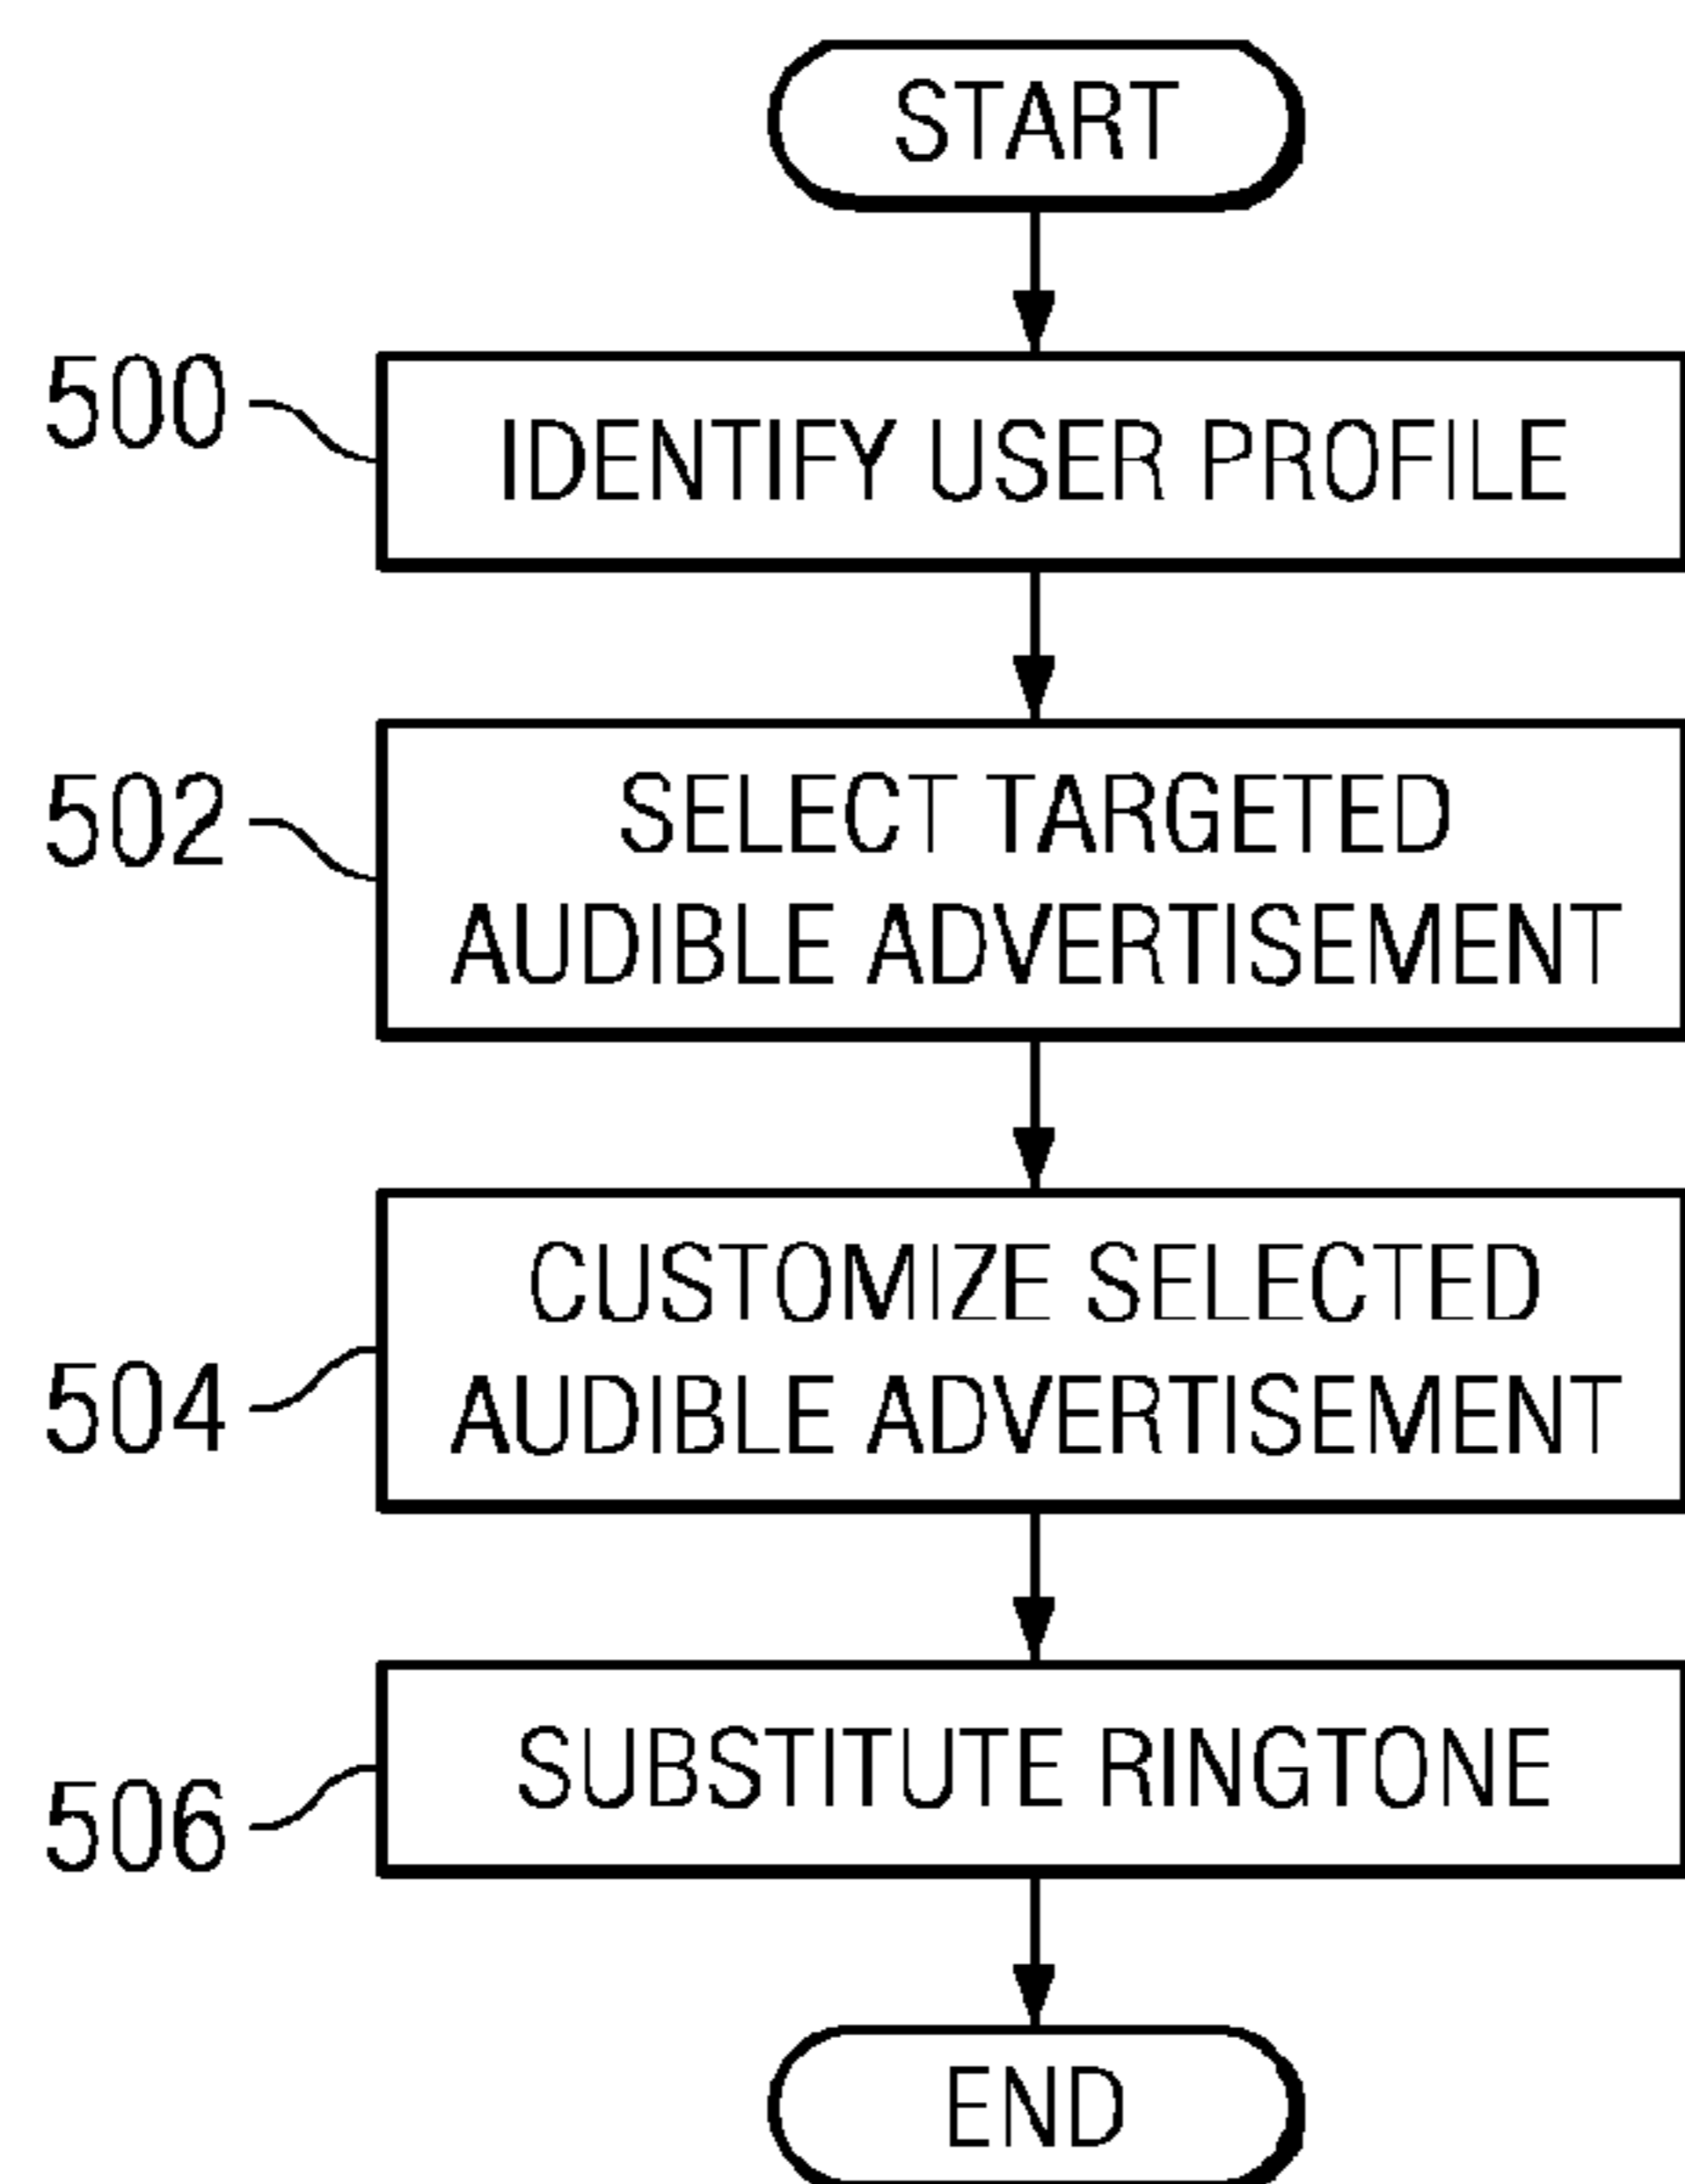 START
500
IDENTIFY USER PROFILE
502
SELECT TARGETED
AUDIBLE ADVERTISEMENT
504
CUSTOMIZE SELECTED
AUDIBLE ADVERTISEMENT
506
SUBSTITUTE RINGTONE
END